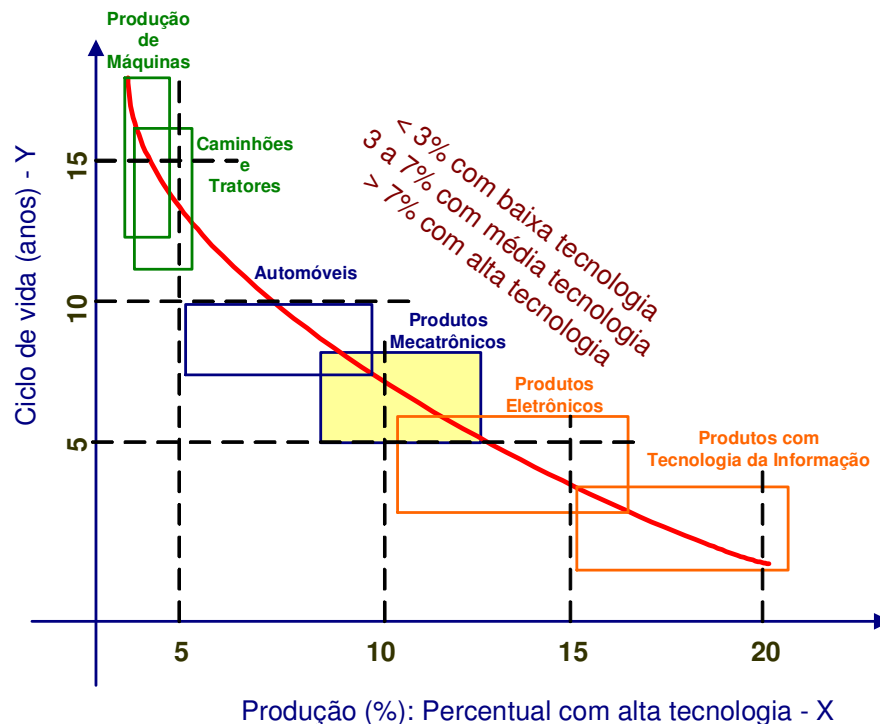 Produção
de
Máquinas
Caminhões
e
Tratores
< 3% com baixa tecnologia
3 a 7% com média tecnologia
> 7% com alta tecnologia
Automóveis
Produtos
Mecatrônicos
Produtos
Eletrônicos
Produtos com
Tecnologia da Informação
Ciclo de vida (anos) - Y
15
10
5
5
10
15
20
Produção (%): Percentual com alta tecnologia - X